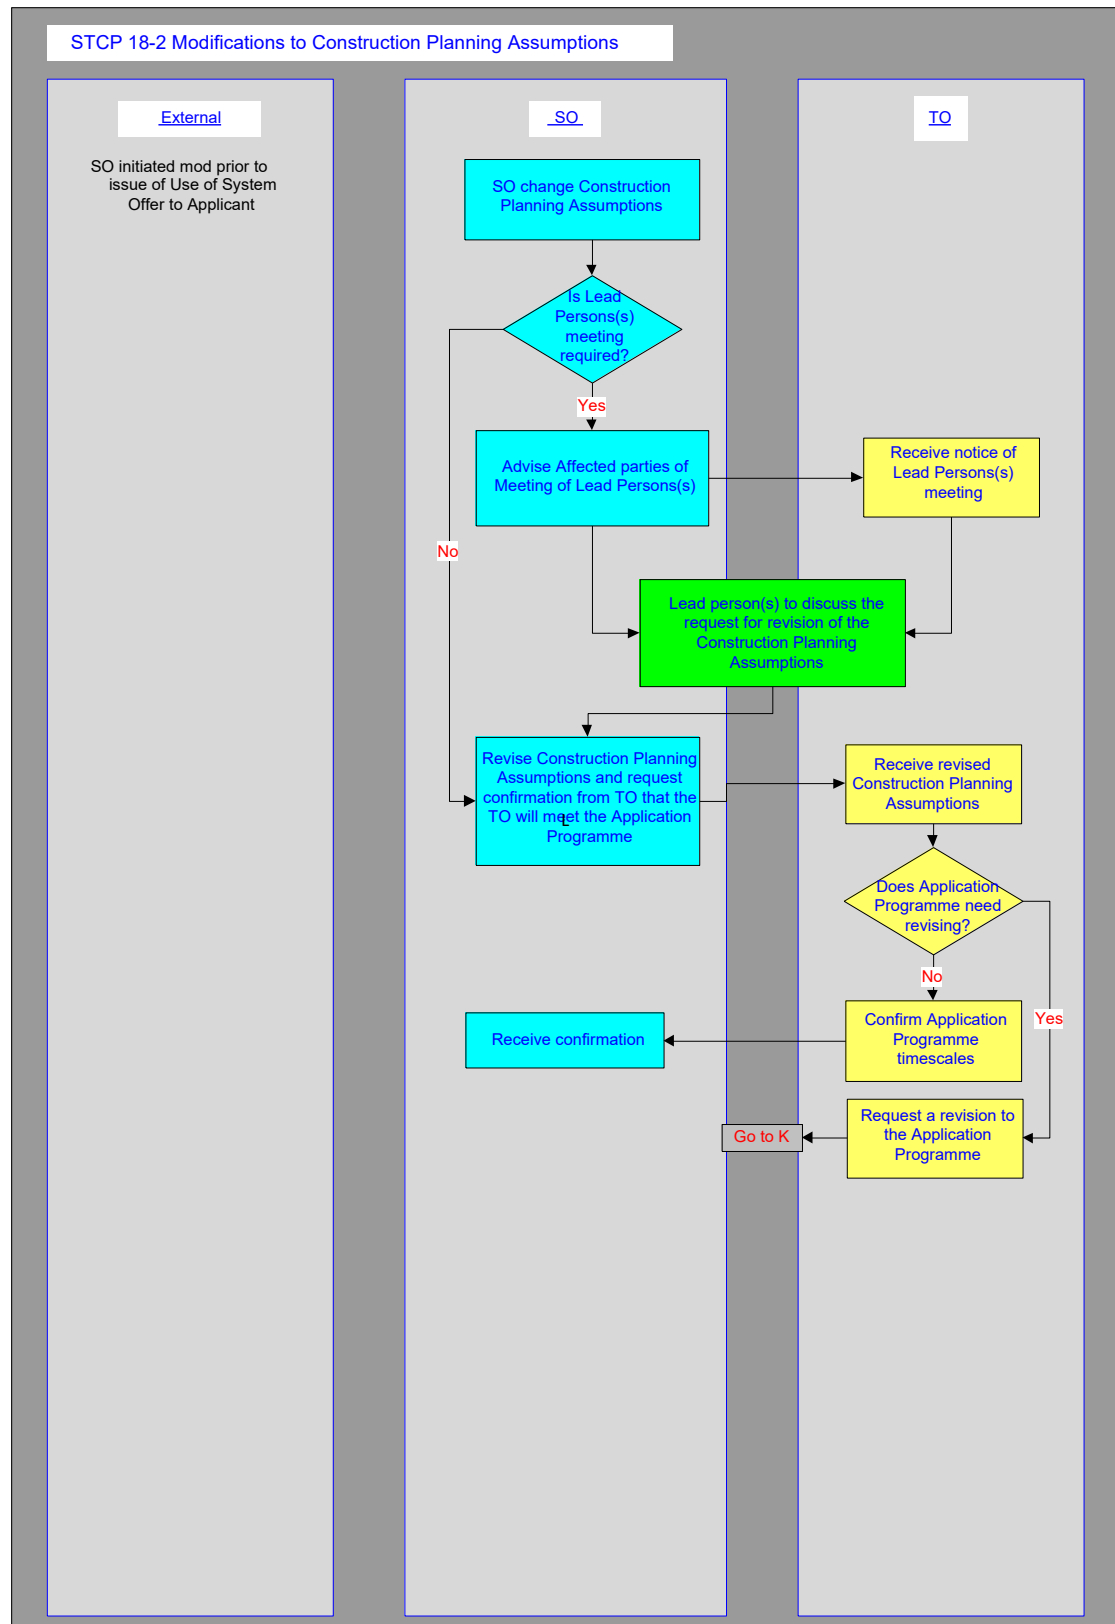 STCP 18-2 Modifications to Construction Planning Assumptions
External
SO
TO
SO initiated mod prior to
issue of Use of System
Offer to Applicant
SO change Construction
Planning Assumptions
Is Lead
Persons(s)
meeting
required?
Yes
No
Advise Affected parties of
Meeting of Lead Persons(s)
Receive notice of
Lead Persons(s)
meeting
Lead person(s) to discuss the
request for revision of the
Construction Planning
Assumptions
Revise Construction Planning
Assumptions and request
confirmation from TO that the
TO will meet the Application
Programme
L
Receive revised
Construction Planning
Assumptions
Does Application
Programme need
revising?
No
Yes
Confirm Application
Programme
timescales
Receive confirmation
Request a revision to
the Application
Programme
Go to K